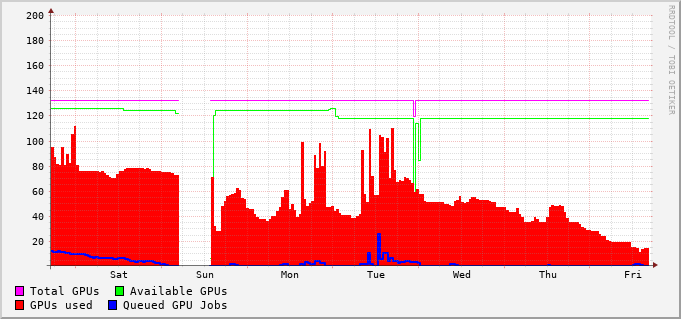 200
180
160
140
120
100
80
60
40
20
Sat Sun Mon Tue Wed Thu Fri
Total GPUs Available GPUs
GPUs used Queued GPU Jobs
RRDTOOL / TOBI OETIKER